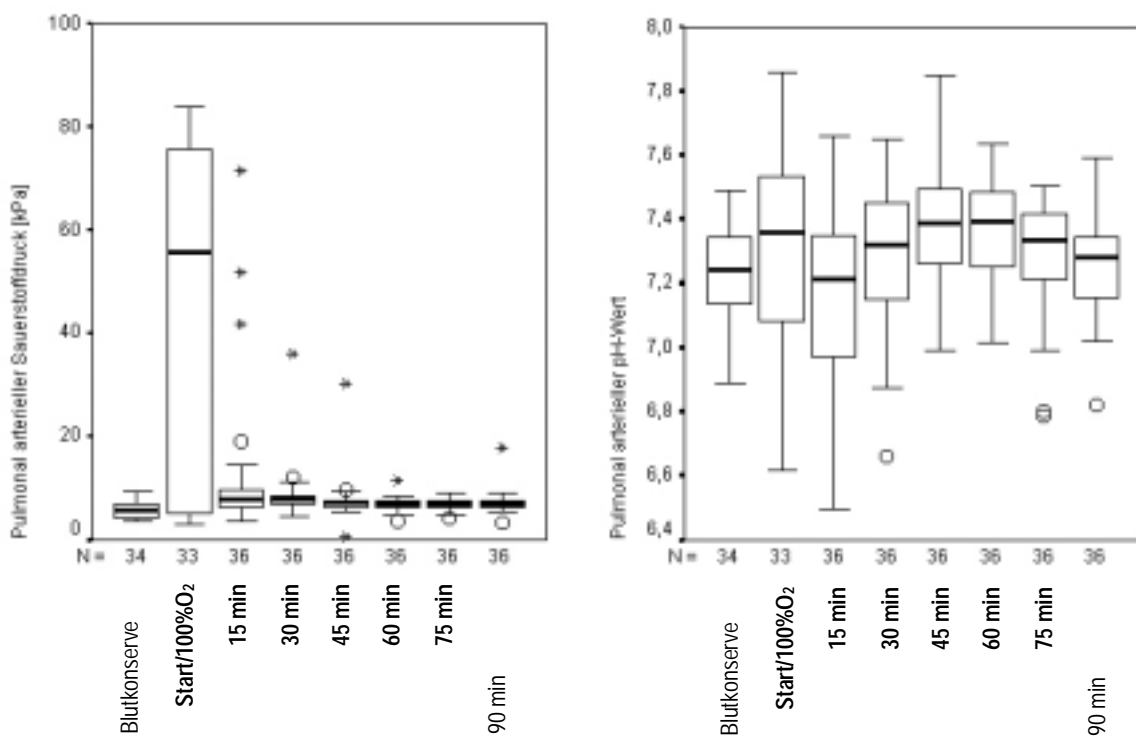 Pulmonal arterieller Sauerstoffdruck [kPa]
100
80
60
40
20
0
N = 34 33 36 36 36 36 36 36
Blutkonserve
Start/100%O₂
15 min
30 min
45 min
60 min
75 min
90 min
Pulmonal arterieller pH-Wert
8,0
7,8
7,6
7,4
7,2
7,0
6,8
6,6
6,4
N = 34 33 36 36 36 36 36 36
Blutkonserve
Start/100%O₂
15 min
30 min
45 min
60 min
75 min
90 min